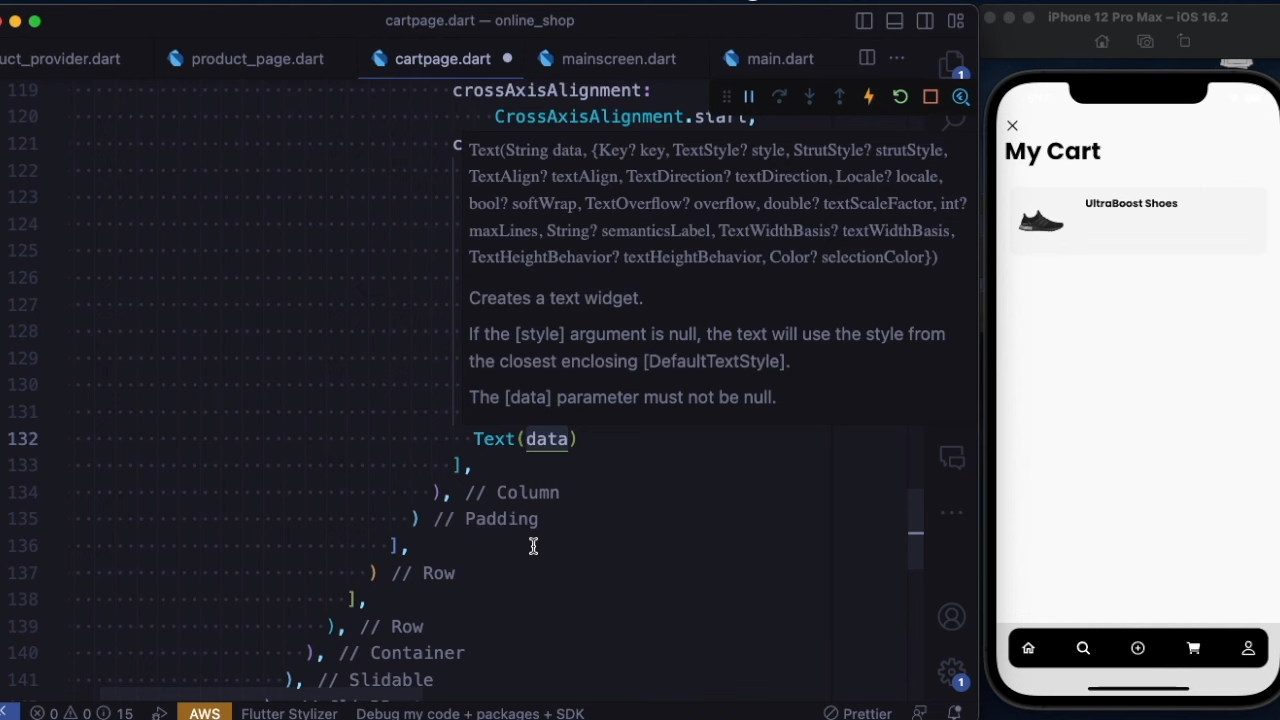 cartpage.dart — online_shop
iPhone 12 Pro Max – iOS 16.2
uct_provider.dart
product_page.dart
cartpage.dart
mainscreen.dart
main.dart
1
119 crossAxisAlignment:
120 CrossAxisAlignment.start,
121 c
Text(String data, {Key? key, TextStyle? style, StrutStyle? strutStyle,
122
TextAlign? textAlign, TextDirection? textDirection, Locale? locale,
123
bool? softWrap, TextOverflow? overflow, double? textScaleFactor, int?
124
maxLines, String? semanticsLabel, TextWidthBasis? textWidthBasis,
125
TextHeightBehavior? textHeightBehavior, Color? selectionColor})
126
127
Creates a text widget.
128
If the [style] argument is null, the text will use the style from
129
the closest enclosing [DefaultTextStyle].
130
The [data] parameter must not be null.
131
132 Text(data)
133 ],
134 ), // Column
135 ) // Padding
136 ],
137 ) // Row
138 ],
139 ), // Row
140 ), // Container
141 ), // Slidable
1
0 0 15 AWS Flutter Stylizer Debug my code + packages + SDK Prettier
My Cart
UltraBoost Shoes